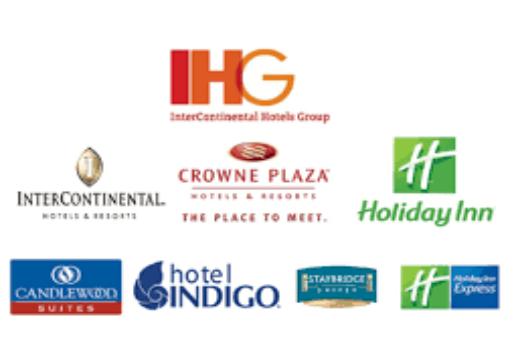 IHG
InterContinental Hotels Group
INTERCONTINENTAL.
HOTELS & RESORTS
CROWNE PLAZA
HOTELS & RESORTS
THE PLACE TO MEET.
H
Holiday Inn
CANDLEWOOD
SUITES
hotel
INDIGO
STAYBRIDGE
SUITES
H
Holiday Inn
Express